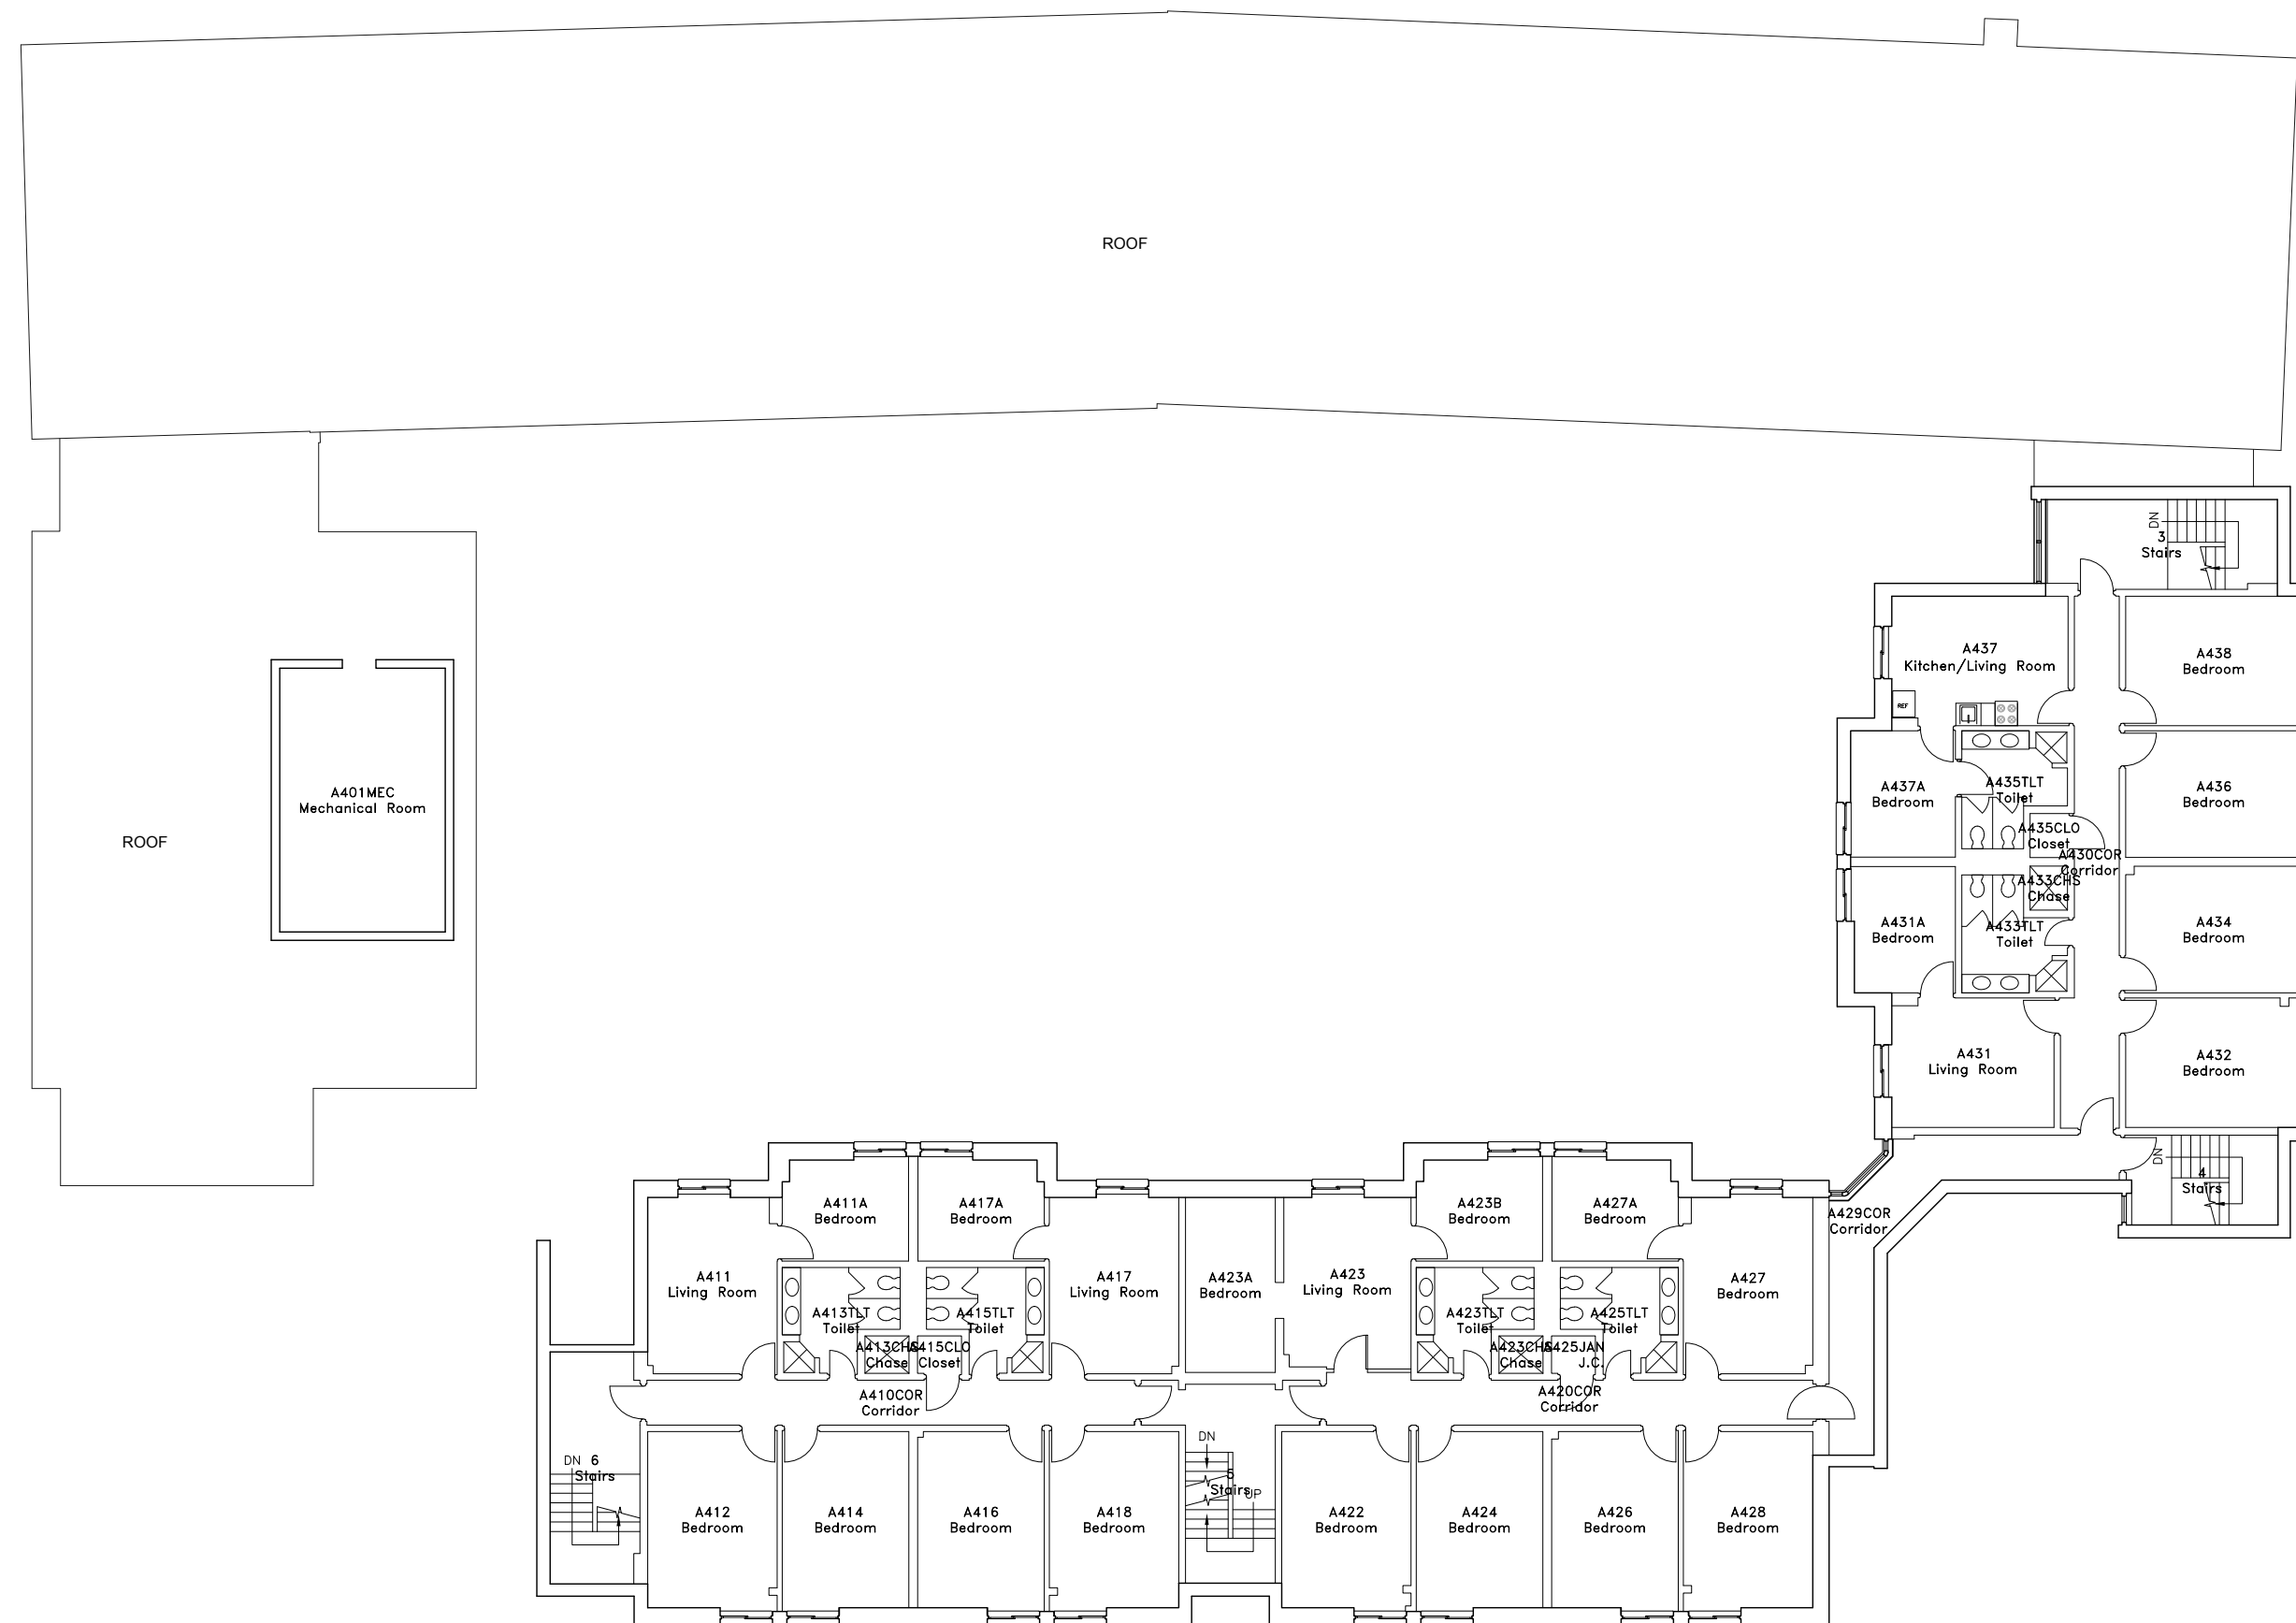 ROOF
DN
3
Stairs
A437
Kitchen/Living Room
A438
Bedroom
REF
A401MEC
Mechanical Room
ROOF
A437A
Bedroom
A435TLT
Toilet
A436
Bedroom
A435CLO
Closet
A430COR
Corridor
A433CHS
Chase
A431A
Bedroom
A433TLT
Toilet
A434
Bedroom
A431
Living Room
A432
Bedroom
DN
4
Stairs
A429COR
Corridor
A411A
Bedroom
A417A
Bedroom
A423B
Bedroom
A427A
Bedroom
A411
Living Room
A417
Living Room
A423A
Bedroom
A423
Living Room
A427
Bedroom
A413TLT
Toilet
A415TLT
Toilet
A423TLT
Toilet
A425TLT
Toilet
A413CHS
Chase
A415CLO
Closet
A423CHS
Chase
A425JAN
J.C.
A410COR
Corridor
A420COR
Corridor
DN
6
Stairs
DN
5
Stairs
UP
A412
Bedroom
A414
Bedroom
A416
Bedroom
A418
Bedroom
A422
Bedroom
A424
Bedroom
A426
Bedroom
A428
Bedroom